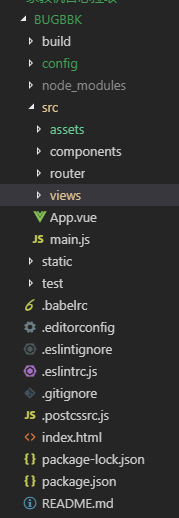 BUGBBK
build
config
node_modules
src
assets
components
router
views
App.vue
JS main.js
static
test
.babelrc
.editorconfig
.eslintignore
.eslintrc.js
.gitignore
.postcssrc.js
index.html
package-lock.json
package.json
README.md